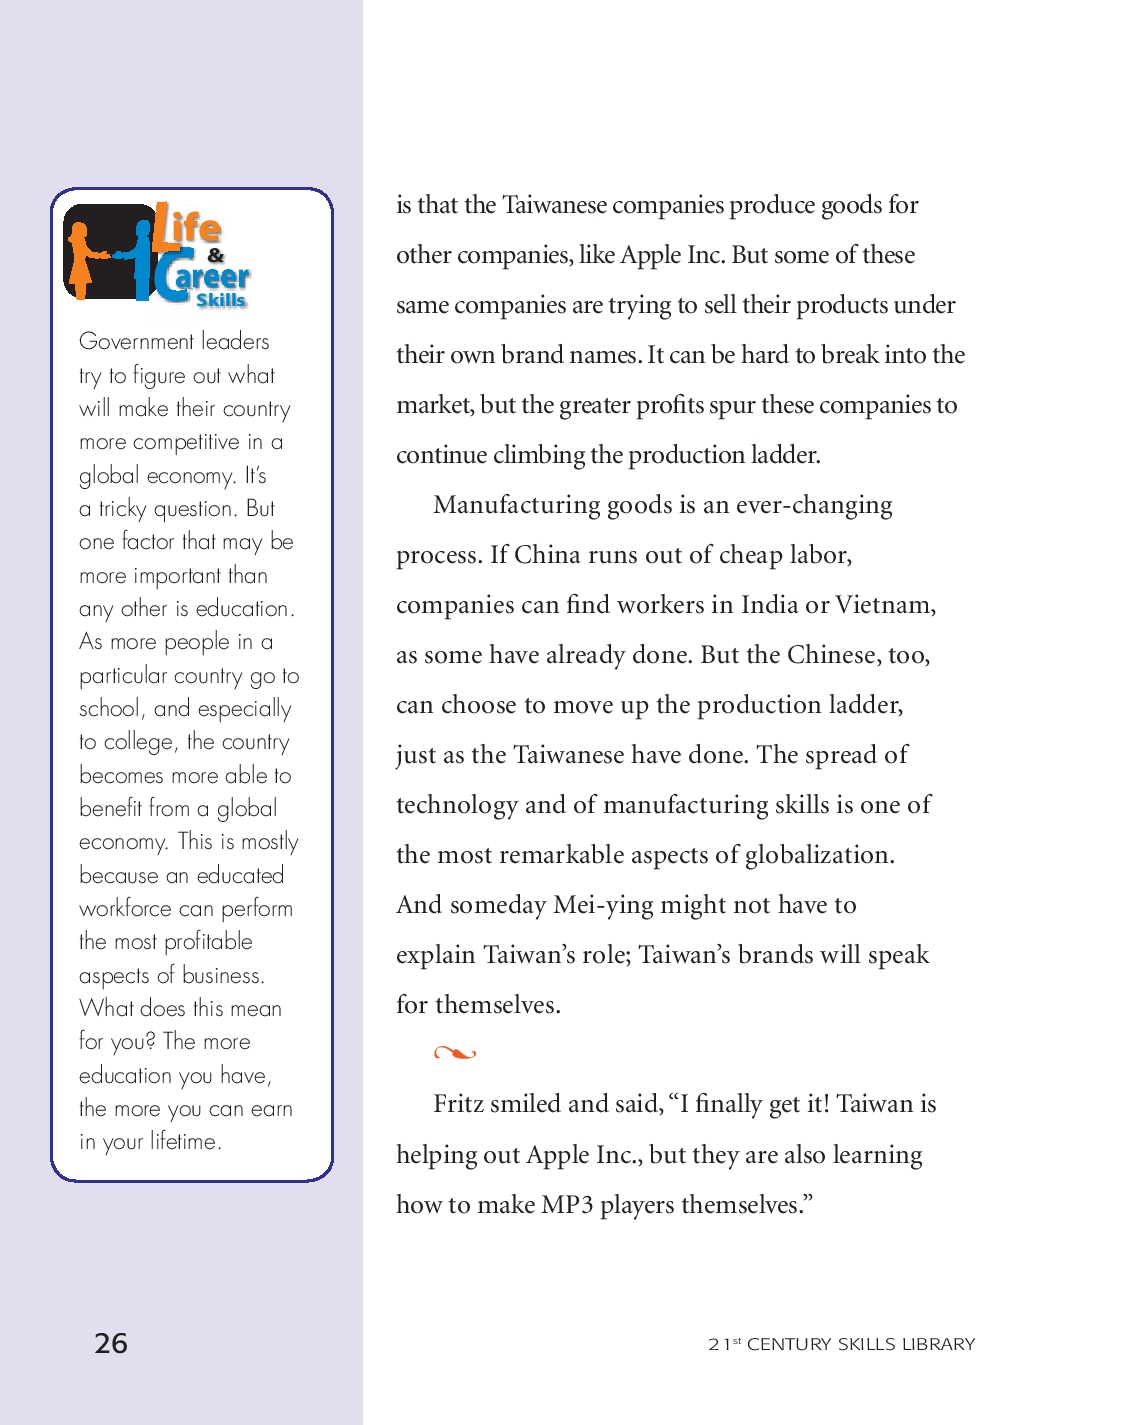 Life
&
Career
Skills
Government leaders
try to figure out what
will make their country
more competitive in a
global economy. It’s
a tricky question. But
one factor that may be
more important than
any other is education.
As more people in a
particular country go to
school, and especially
to college, the country
becomes more able to
benefit from a global
economy. This is mostly
because an educated
workforce can perform
the most profitable
aspects of business.
What does this mean
for you? The more
education you have,
the more you can earn
in your lifetime.
is that the Taiwanese companies produce goods for
other companies, like Apple Inc. But some of these
same companies are trying to sell their products under
their own brand names. It can be hard to break into the
market, but the greater profits spur these companies to
continue climbing the production ladder.
Manufacturing goods is an ever-changing
process. If China runs out of cheap labor,
companies can find workers in India or Vietnam,
as some have already done. But the Chinese, too,
can choose to move up the production ladder,
just as the Taiwanese have done. The spread of
technology and of manufacturing skills is one of
the most remarkable aspects of globalization.
And someday Mei-ying might not have to
explain Taiwan’s role; Taiwan’s brands will speak
for themselves.
Fritz smiled and said, “I finally get it! Taiwan is
helping out Apple Inc., but they are also learning
how to make MP3 players themselves.”
26
21st CENTURY SKILLS LIBRARY